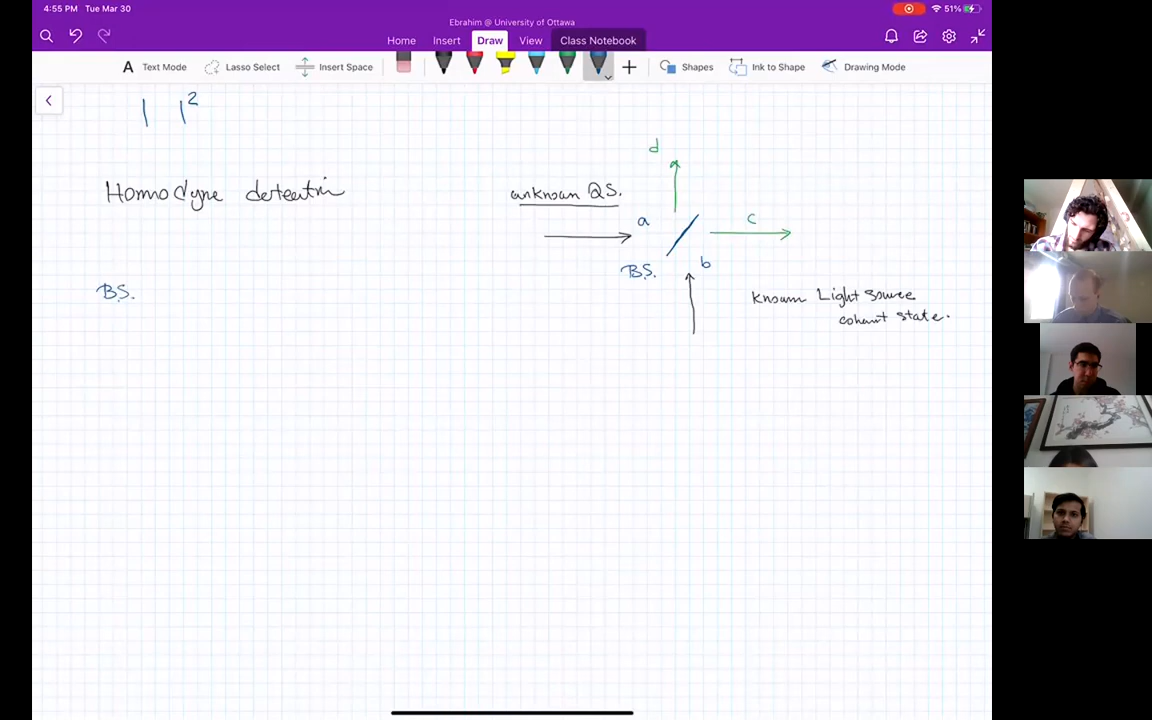 4:55 PM Tue Mar 30
51%
Ebrahim @ University of Ottawa
Home Insert Draw View Class Notebook
A Text Mode Lasso Select Insert Space Shapes Ink to Shape Drawing Mode
| |²
d
Homodyne detection
unknown QS.
a
c
B.S.
b
B.S.
known Light source
cohernt state.